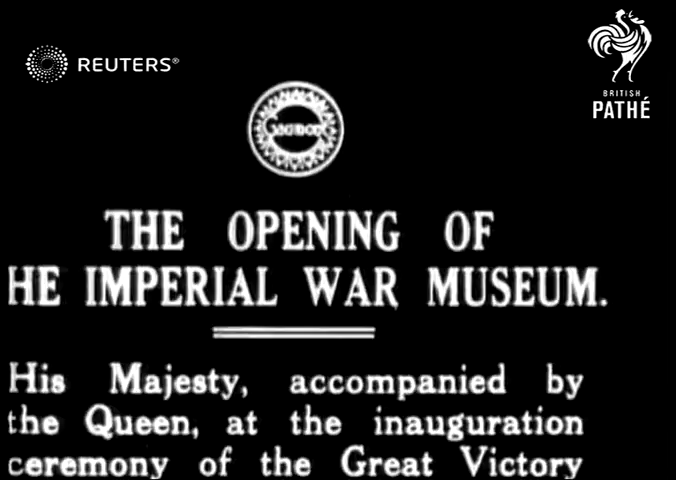 REUTERS®
BRITISH
PATHÉ
THE OPENING OF
HE IMPERIAL WAR MUSEUM.
His Majesty, accompanied by
the Queen, at the inauguration
ceremony of the Great Victory